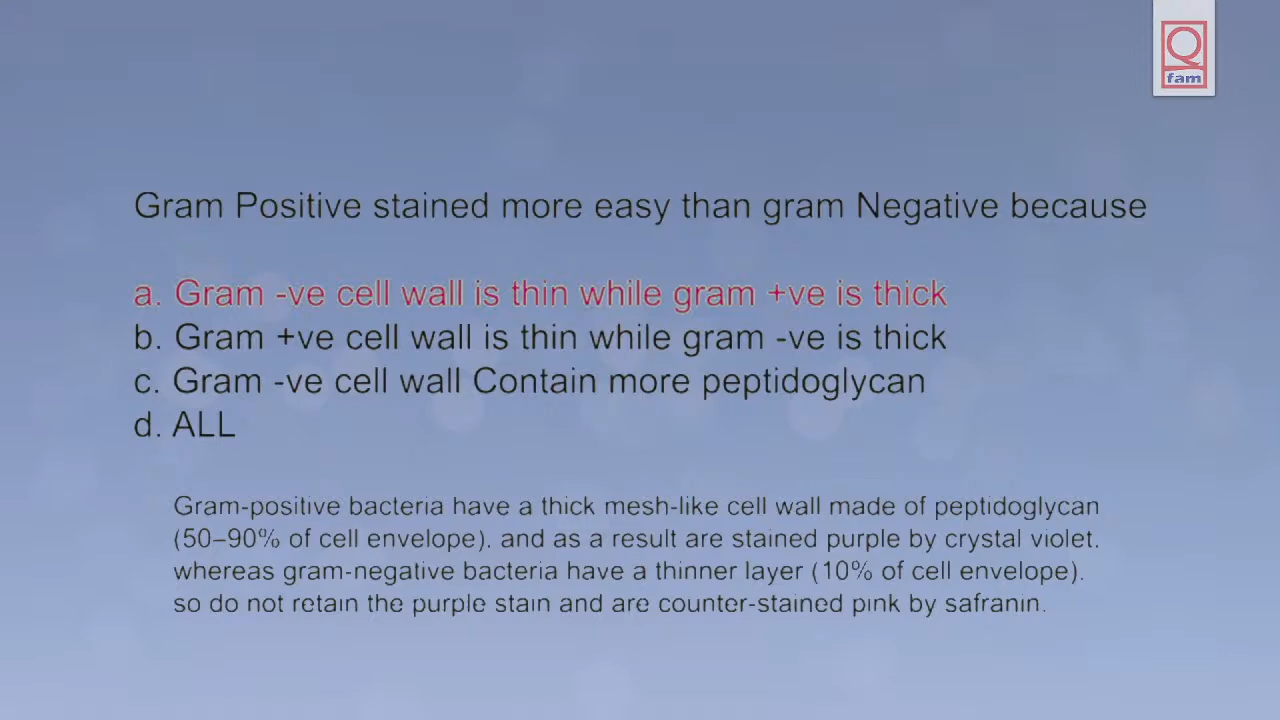 Q
fam
Gram Positive stained more easy than gram Negative because
a. Gram -ve cell wall is thin while gram +ve is thick
b. Gram +ve cell wall is thin while gram -ve is thick
c. Gram -ve cell wall Contain more peptidoglycan
d. ALL
Gram-positive bacteria have a thick mesh-like cell wall made of peptidoglycan
(50–90% of cell envelope), and as a result are stained purple by crystal violet,
whereas gram-negative bacteria have a thinner layer (10% of cell envelope),
so do not retain the purple stain and are counter-stained pink by safranin.